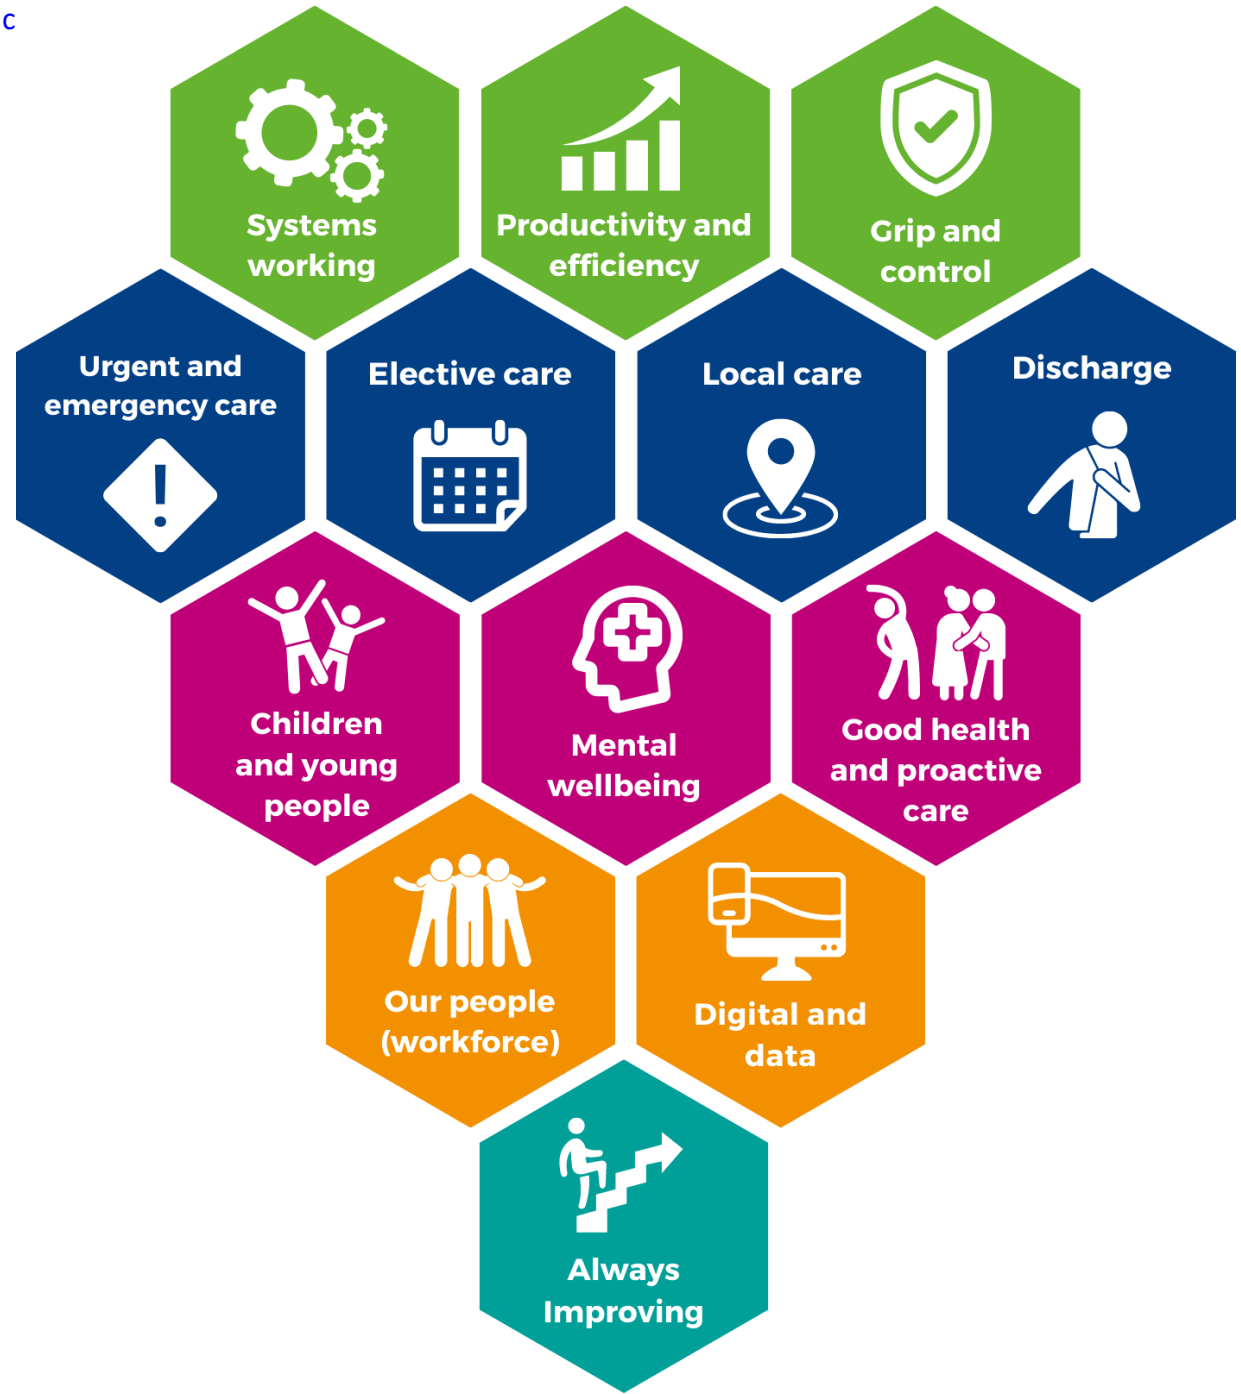 c
Systems
working
Productivity and
efficiency
Grip and
control
Urgent and
emergency care
Elective care
Local care
Discharge
Children
and young
people
Mental
wellbeing
Good health
and proactive
care
Our people
(workforce)
Digital and
data
Always
Improving